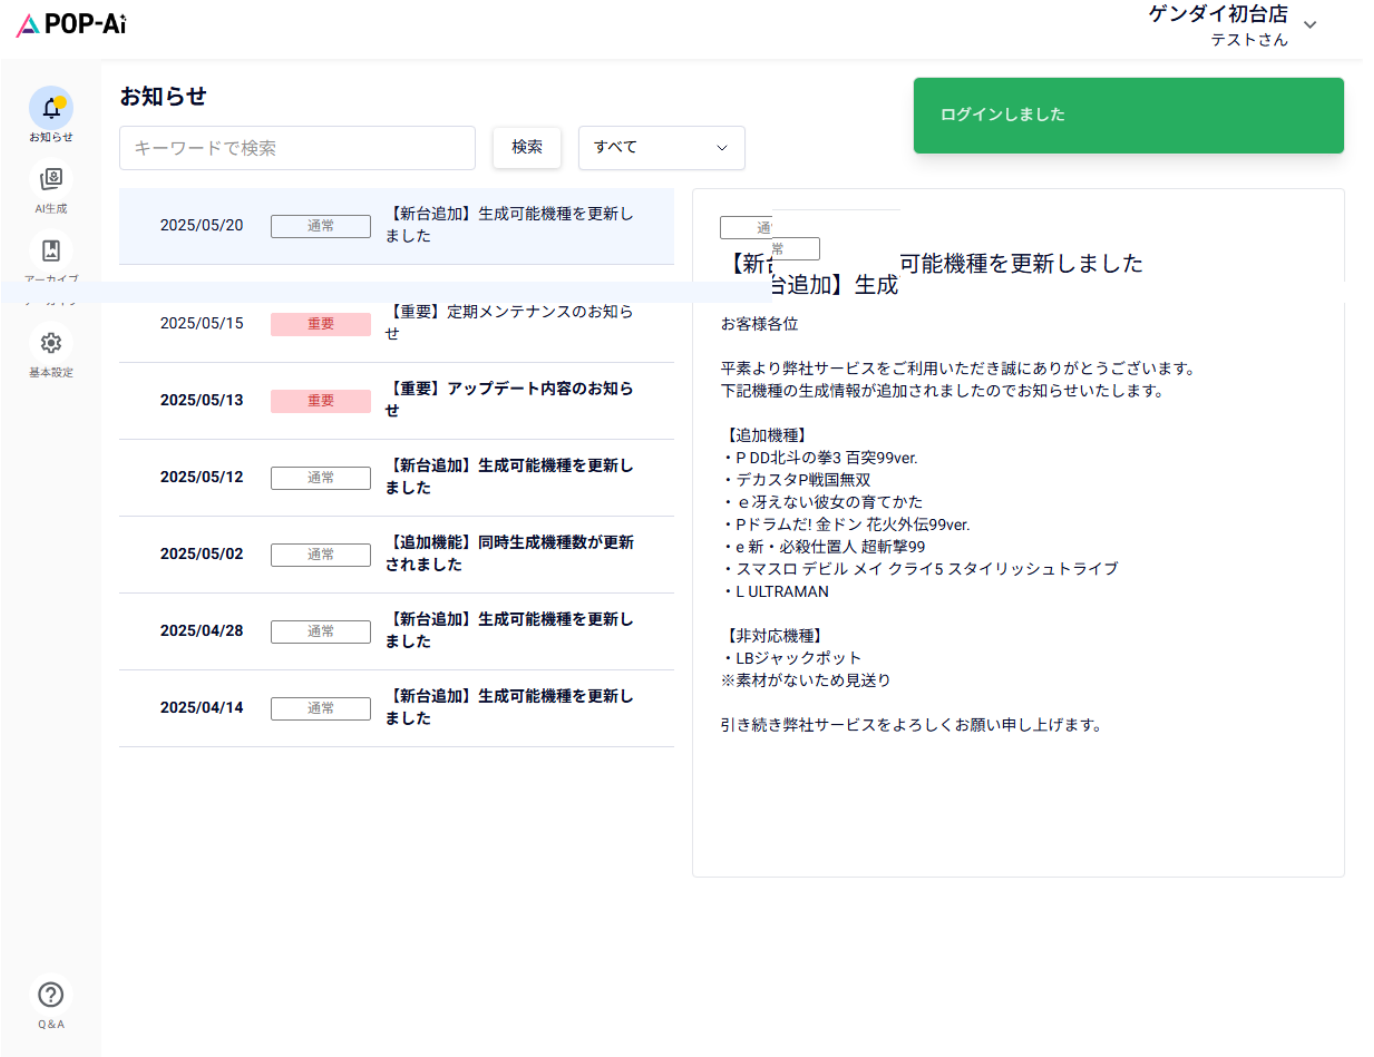 POP-Ai
ゲンダイ初台店
テストさん
お知らせ
AI生成
アーカイブ
基本設定
Q&A
お知らせ
キーワードで検索
検索
すべて
ログインしました
2025/05/20
通常
【新台追加】生成可能機種を更新し
ました
2025/05/15
重要
【重要】定期メンテナンスのお知ら
せ
2025/05/13
重要
【重要】アップデート内容のお知ら
せ
2025/05/12
通常
【新台追加】生成可能機種を更新し
ました
2025/05/02
通常
【追加機能】同時生成機種数が更新
されました
2025/04/28
通常
【新台追加】生成可能機種を更新し
ました
2025/04/14
通常
【新台追加】生成可能機種を更新し
ました
通常
【新台追加】生成可能機種を更新しました
お客様各位
平素より弊社サービスをご利用いただき誠にありがとうございます。
下記機種の生成情報が追加されましたのでお知らせいたします。
【追加機種】
・P DD北斗の拳3 百突99ver.
・デカスタP戦国無双
・ｅ冴えない彼女の育てかた
・Pドラムだ! 金ドン 花火外伝99ver.
・e 新・必殺仕置人 超斬撃99
・スマスロ デビル メイ クライ5 スタイリッシュトライブ
・L ULTRAMAN
【非対応機種】
・LBジャックポット
※素材がないため見送り
引き続き弊社サービスをよろしくお願い申し上げます。